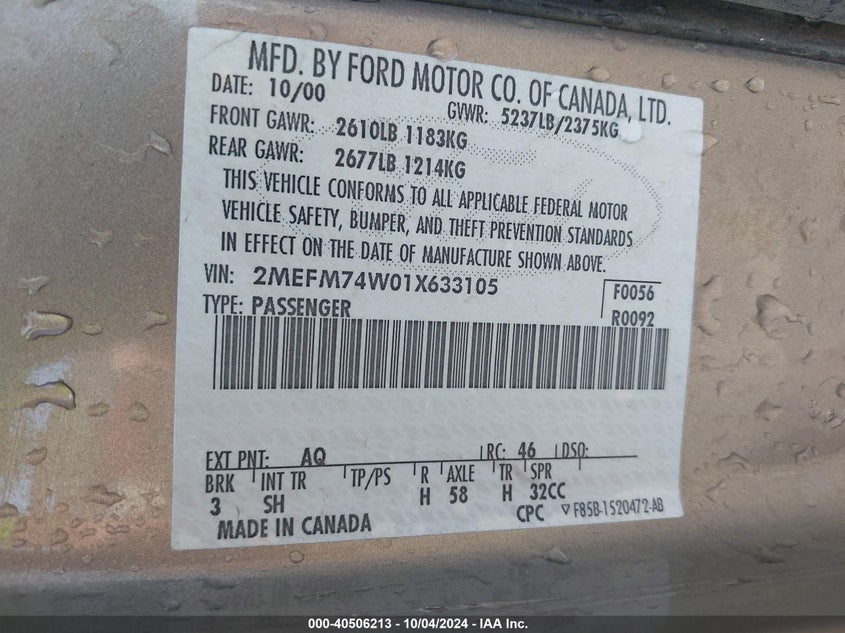 MFD. BY FORD MOTOR CO. OF CANADA, LTD.
DATE: 10/00 GVWR: 5237LB/2375KG
FRONT GAWR: 2610LB 1183KG
REAR GAWR: 2677LB 1214KG
THIS VEHICLE CONFORMS TO ALL APPLICABLE FEDERAL MOTOR
VEHICLE SAFETY, BUMPER, AND THEFT PREVENTION STANDARDS
IN EFFECT ON THE DATE OF MANUFACTURE SHOWN ABOVE.
VIN: 2MEFM74W01X633105 F0056
TYPE: PASSENGER R0092
EXT PNT: AQ RC: 46 DSO:
BRK INT TR TP/PS R AXLE TR SPR
3 SH H 58 H 32CC
MADE IN CANADA CPC ▽ F85B-1520472-AB
000-40506213 - 10/04/2024 - IAA Inc.